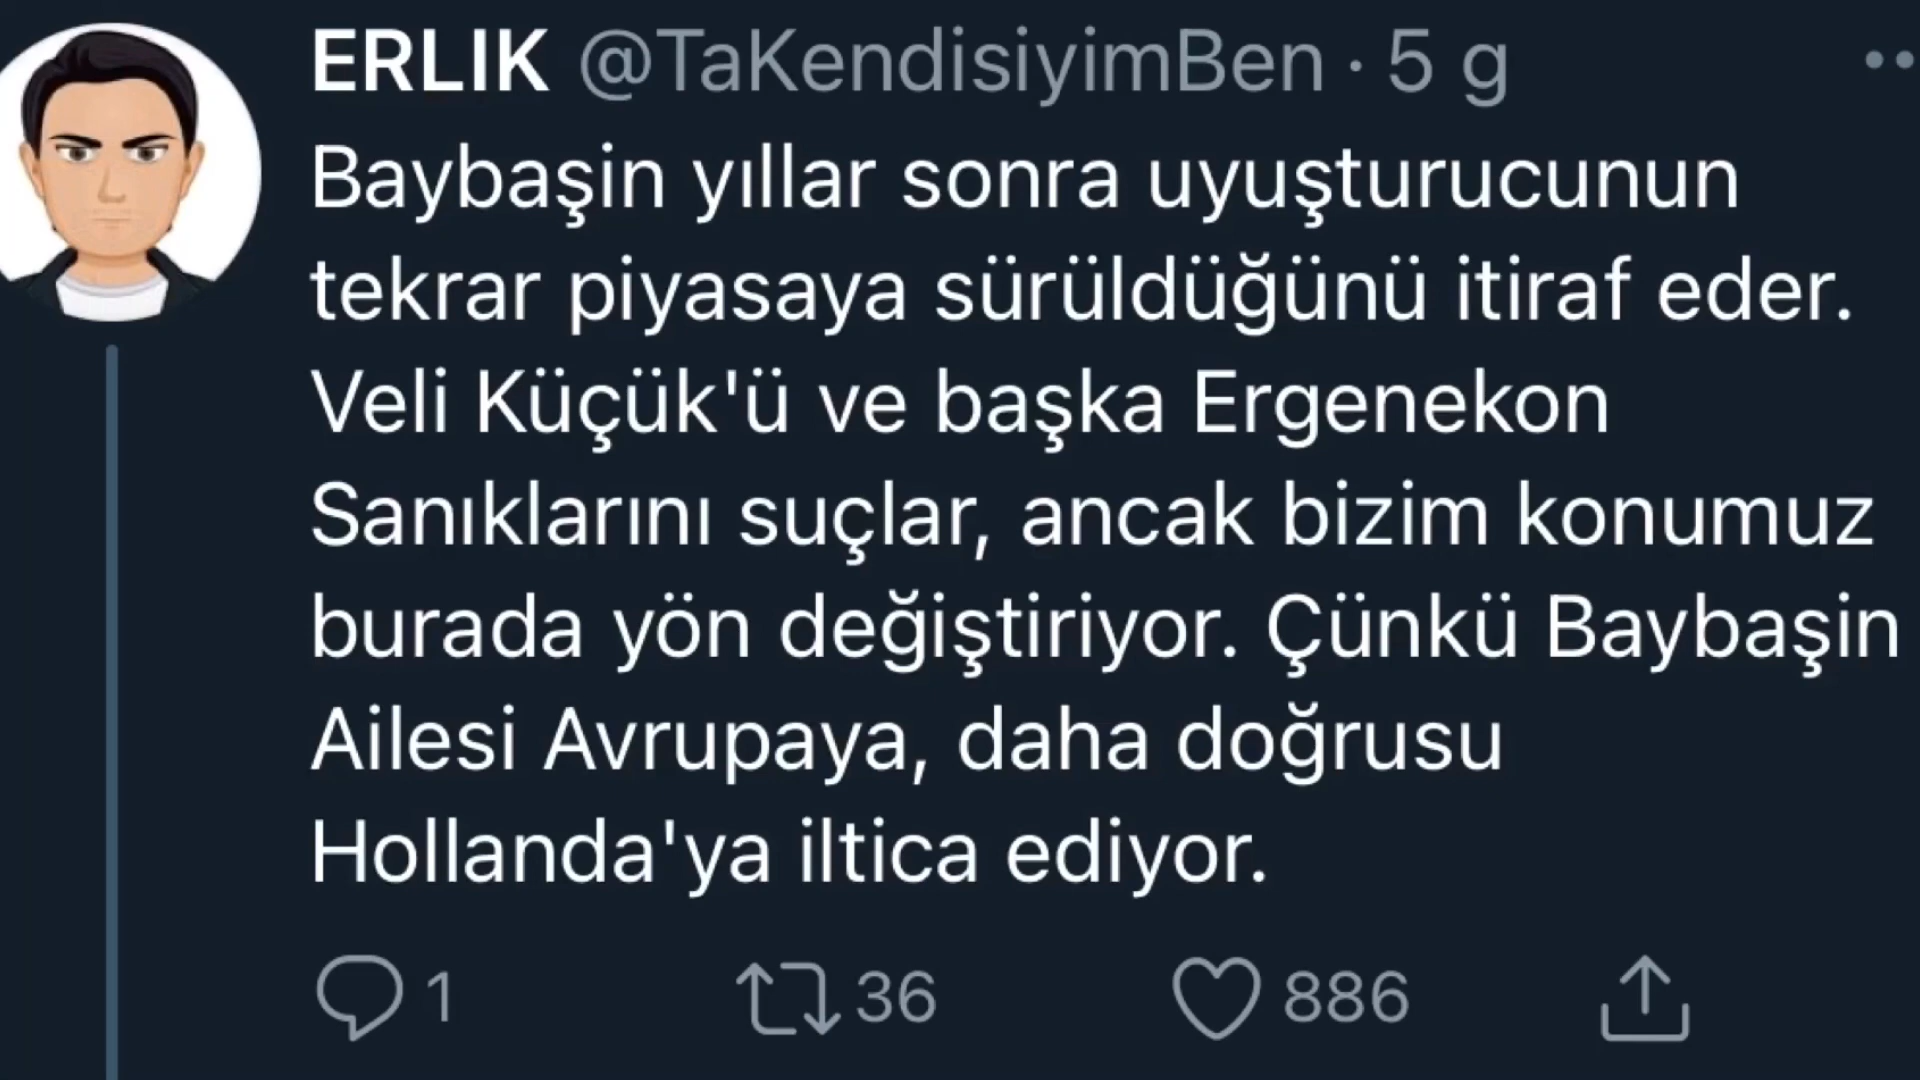 ERLIK @TaKendisiyimBen · 5 g
Baybaşin yıllar sonra uyuşturucunun
tekrar piyasaya sürüldüğünü itiraf eder.
Veli Küçük'ü ve başka Ergenekon
Sanıklarını suçlar, ancak bizim konumuz
burada yön değiştiriyor. Çünkü Baybaşin
Ailesi Avrupaya, daha doğrusu
Hollanda'ya iltica ediyor.
1 36 886